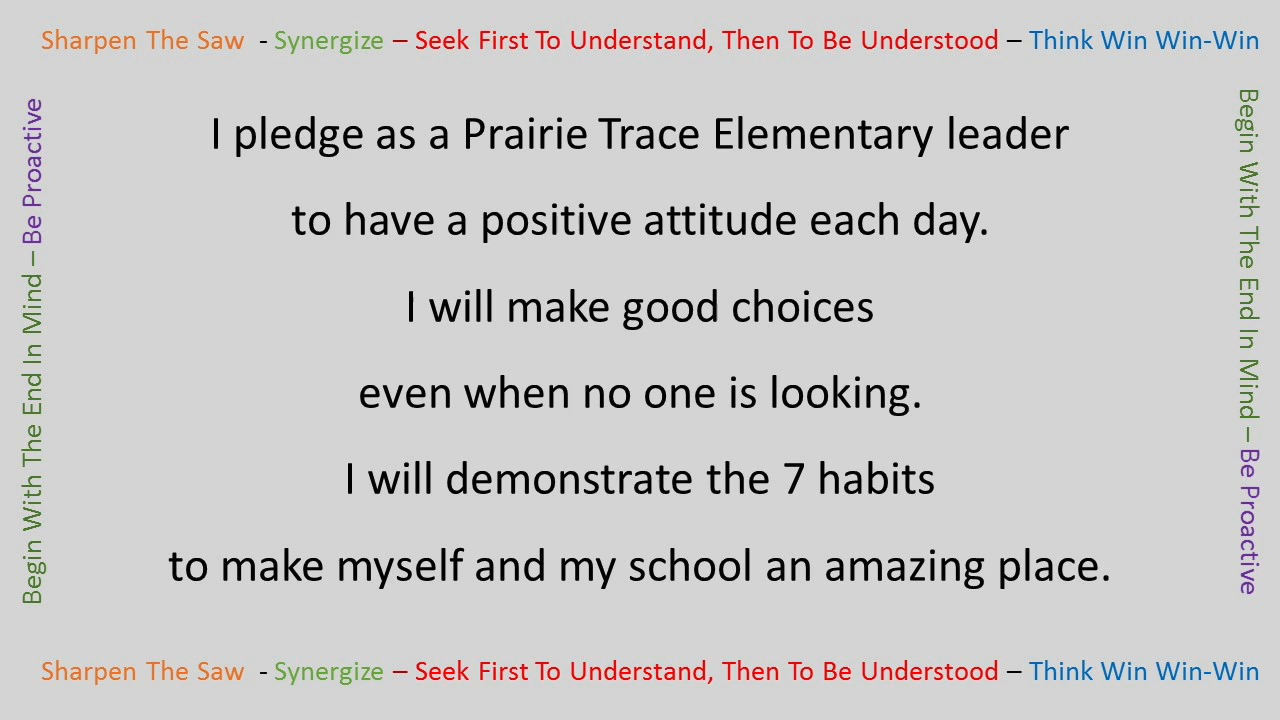 Sharpen The Saw - Synergize – Seek First To Understand, Then To Be Understood – Think Win Win-Win
Begin With The End In Mind – Be Proactive
I pledge as a Prairie Trace Elementary leader
to have a positive attitude each day.
I will make good choices
even when no one is looking.
I will demonstrate the 7 habits
to make myself and my school an amazing place.
Begin With The End In Mind – Be Proactive
Sharpen The Saw - Synergize – Seek First To Understand, Then To Be Understood – Think Win Win-Win